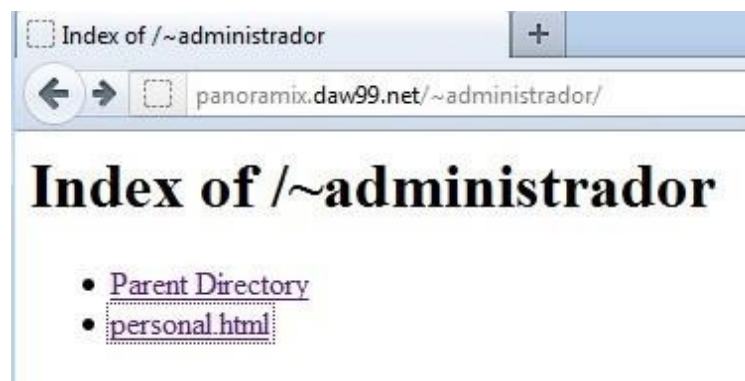 Index of /~administrador
panoramix.daw99.net/~administrador/
Index of /~administrador
Parent Directory
personal.html